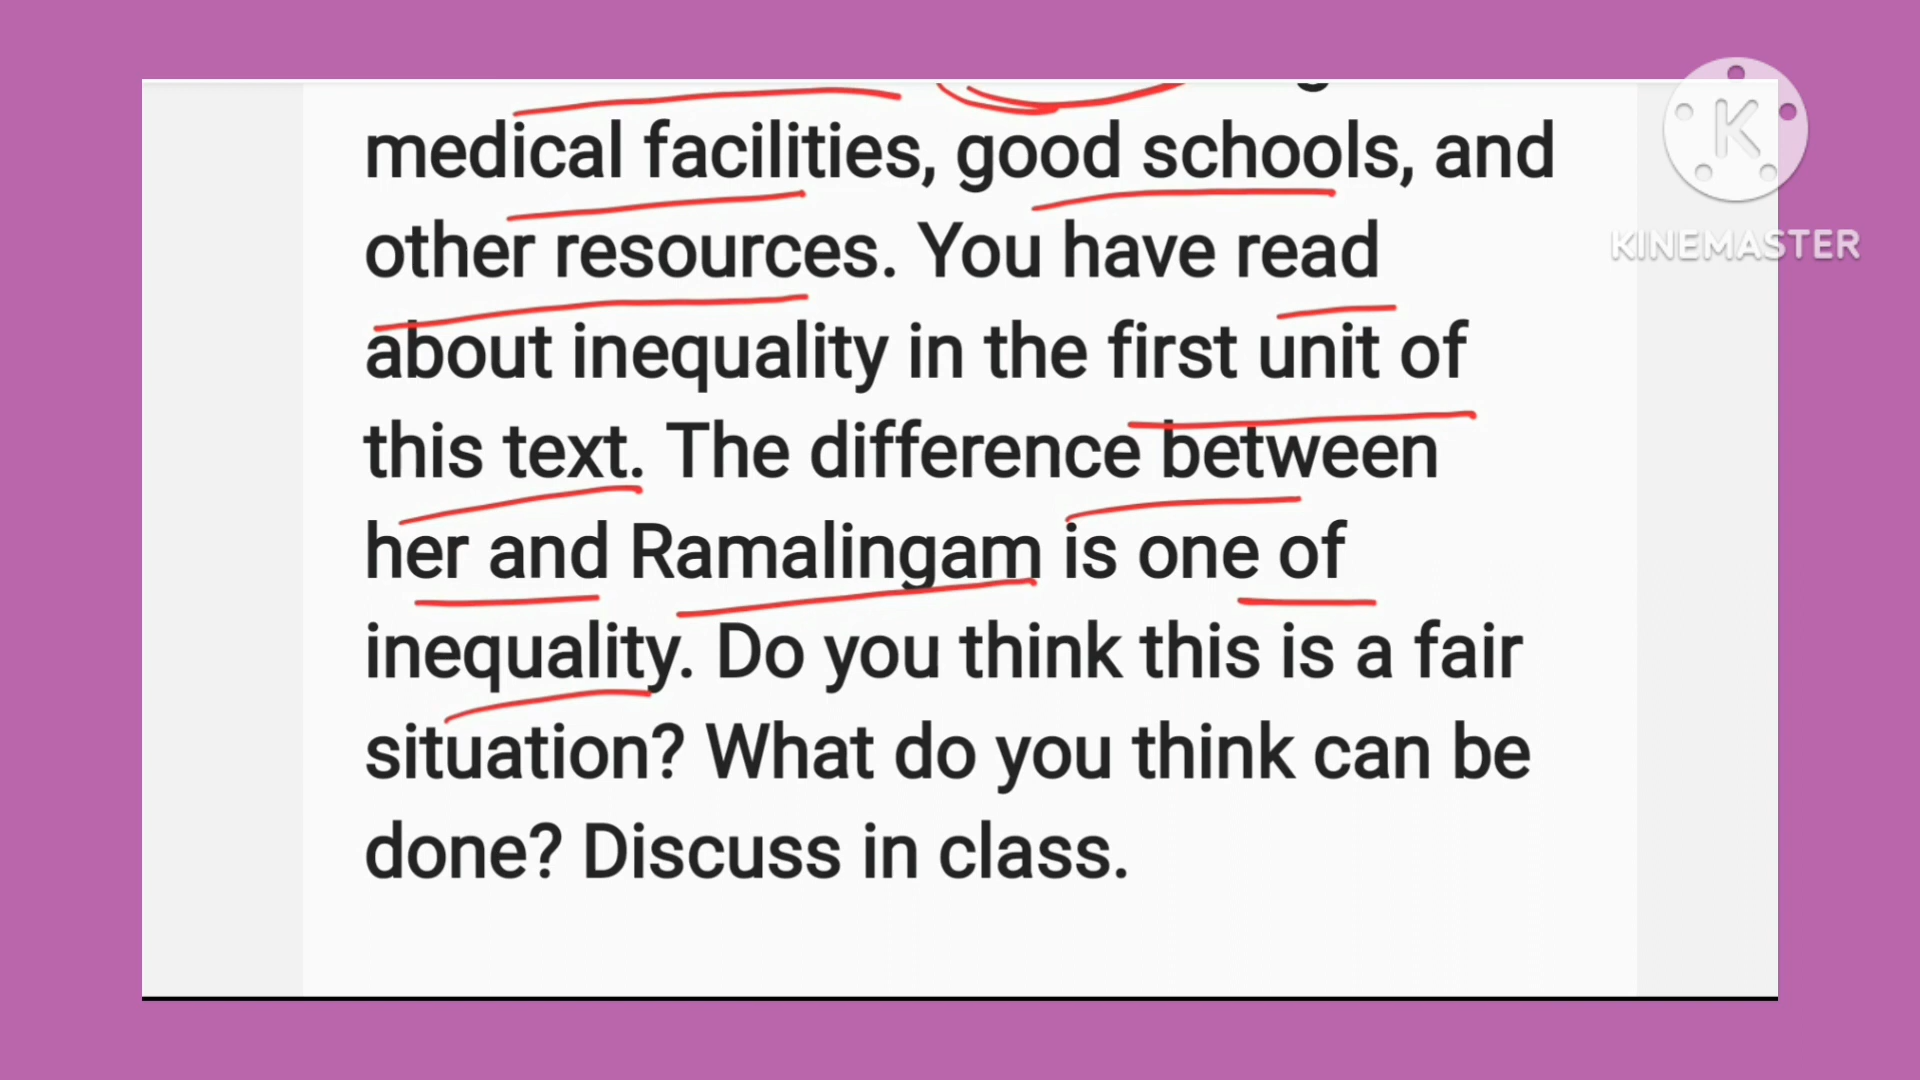 medical facilities, good schools, and
other resources. You have read
about inequality in the first unit of
this text. The difference between
her and Ramalingam is one of
inequality. Do you think this is a fair
situation? What do you think can be
done? Discuss in class.
K
KINEMASTER